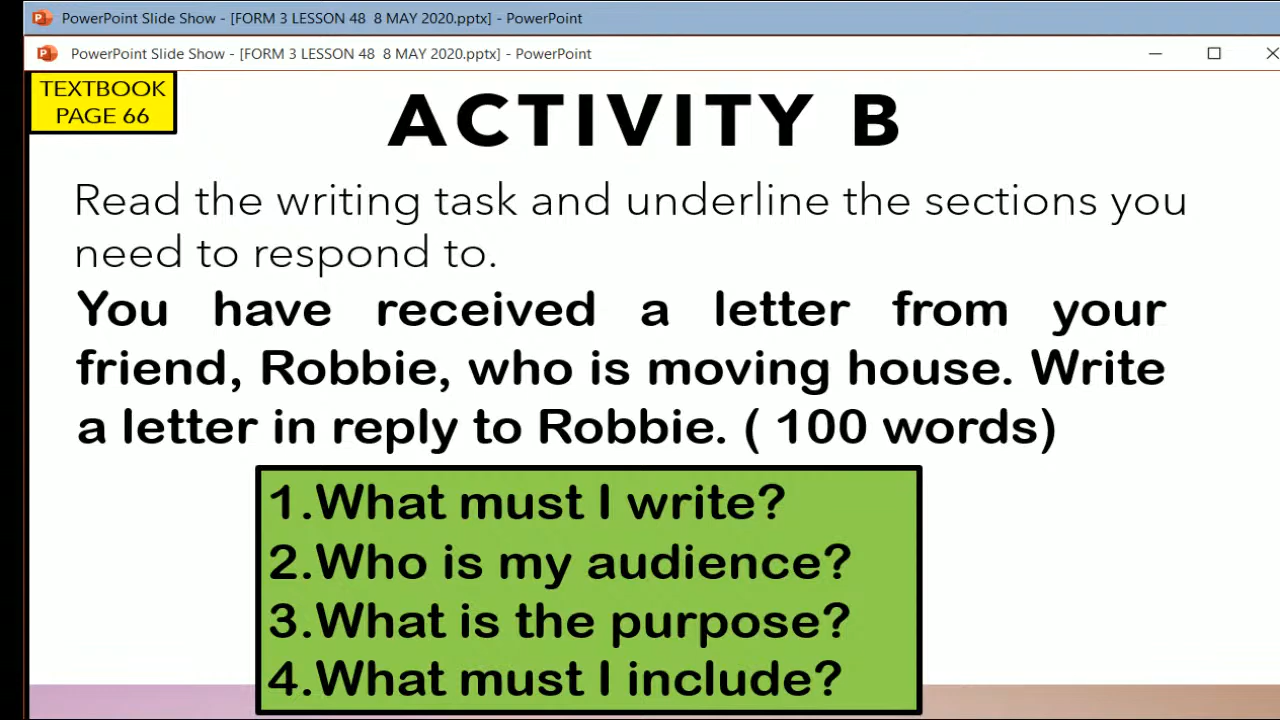 PowerPoint Slide Show - [FORM 3 LESSON 48  8 MAY 2020.pptx] - PowerPoint
PowerPoint Slide Show - [FORM 3 LESSON 48  8 MAY 2020.pptx] - PowerPoint
TEXTBOOK
PAGE 66
ACTIVITY B
Read the writing task and underline the sections you
need to respond to.
You have received a letter from your
friend, Robbie, who is moving house. Write
a letter in reply to Robbie. ( 100 words)
1.What must I write?
2.Who is my audience?
3.What is the purpose?
4.What must I include?